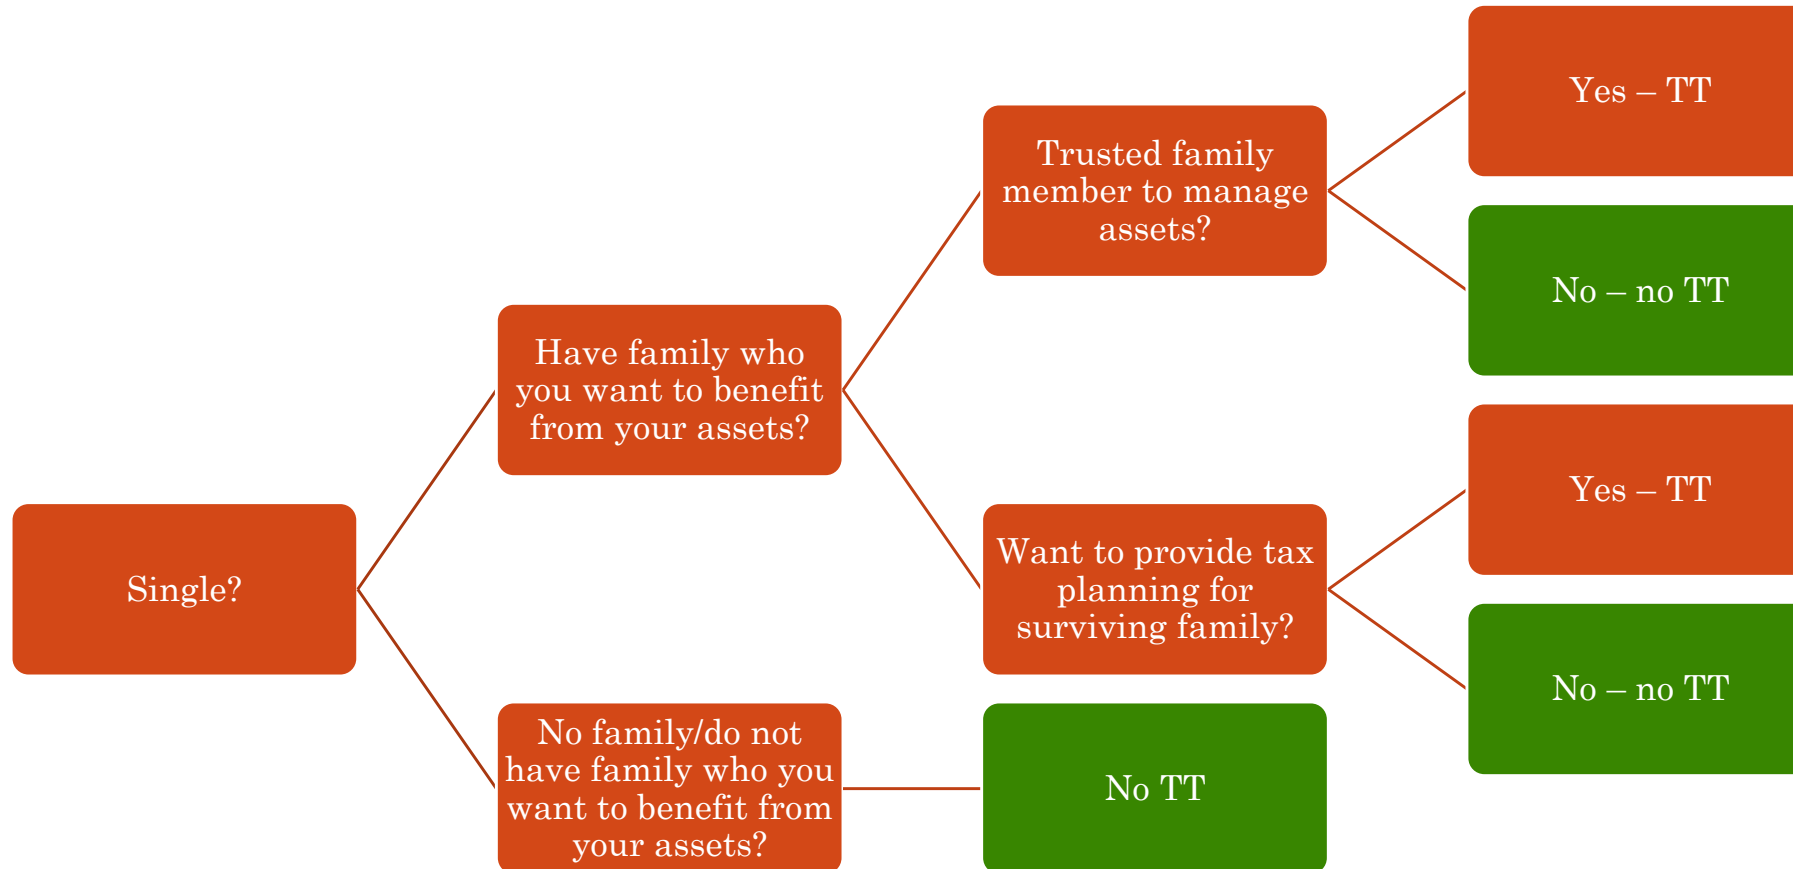 Single?
Have family who
you want to benefit
from your assets?
No family/do not
have family who you
want to benefit from
your assets?
Trusted family
member to manage
assets?
Want to provide tax
planning for
surviving family?
No TT
Yes – TT
No – no TT
Yes – TT
No – no TT